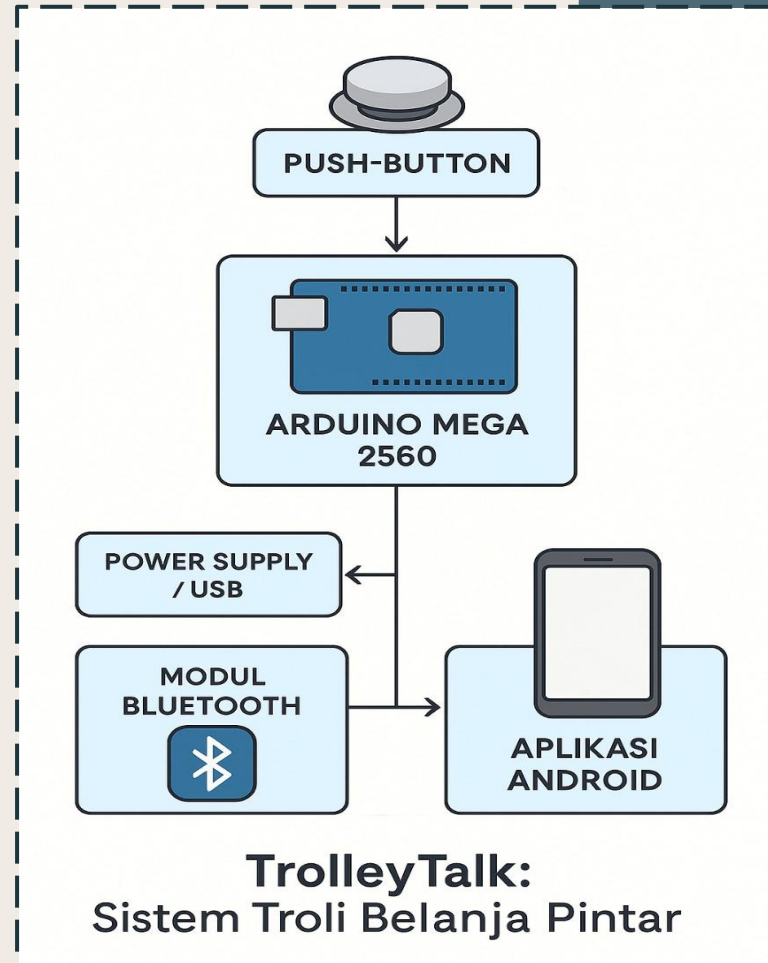 PUSH-BUTTON
ARDUINO MEGA
2560
POWER SUPPLY
/ USB
MODUL
BLUETOOTH
APLIKASI
ANDROID
TrolleyTalk:
Sistem Troli Belanja Pintar